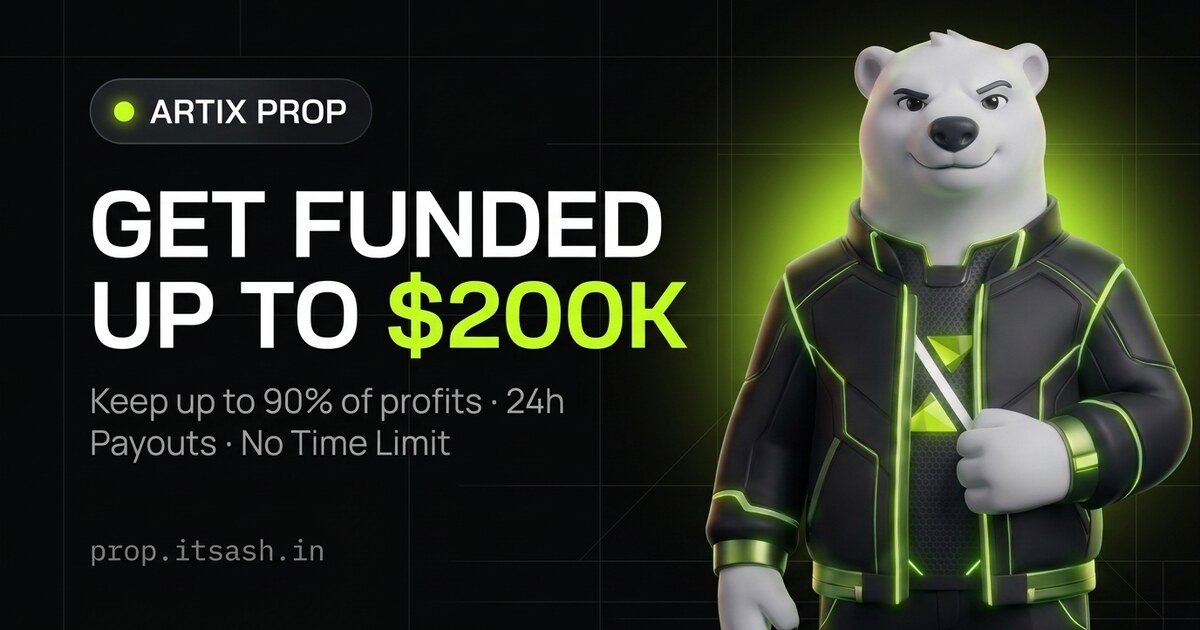 ARTIX PROP
GET FUNDED
UP TO $200K
Keep up to 90% of profits · 24h
Payouts · No Time Limit
prop.itsash.in